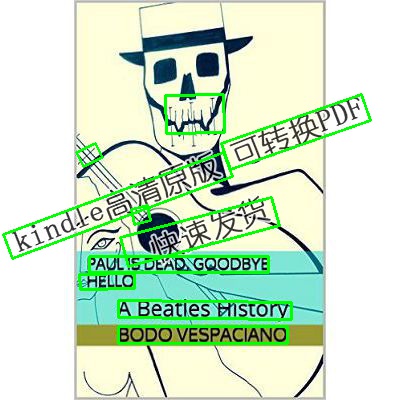 kindle高清原版 可转换PDF
快速发货
PAUL IS DEAD, GOODBYE
HELLO
A Beatles History
BODO VESPACIANO